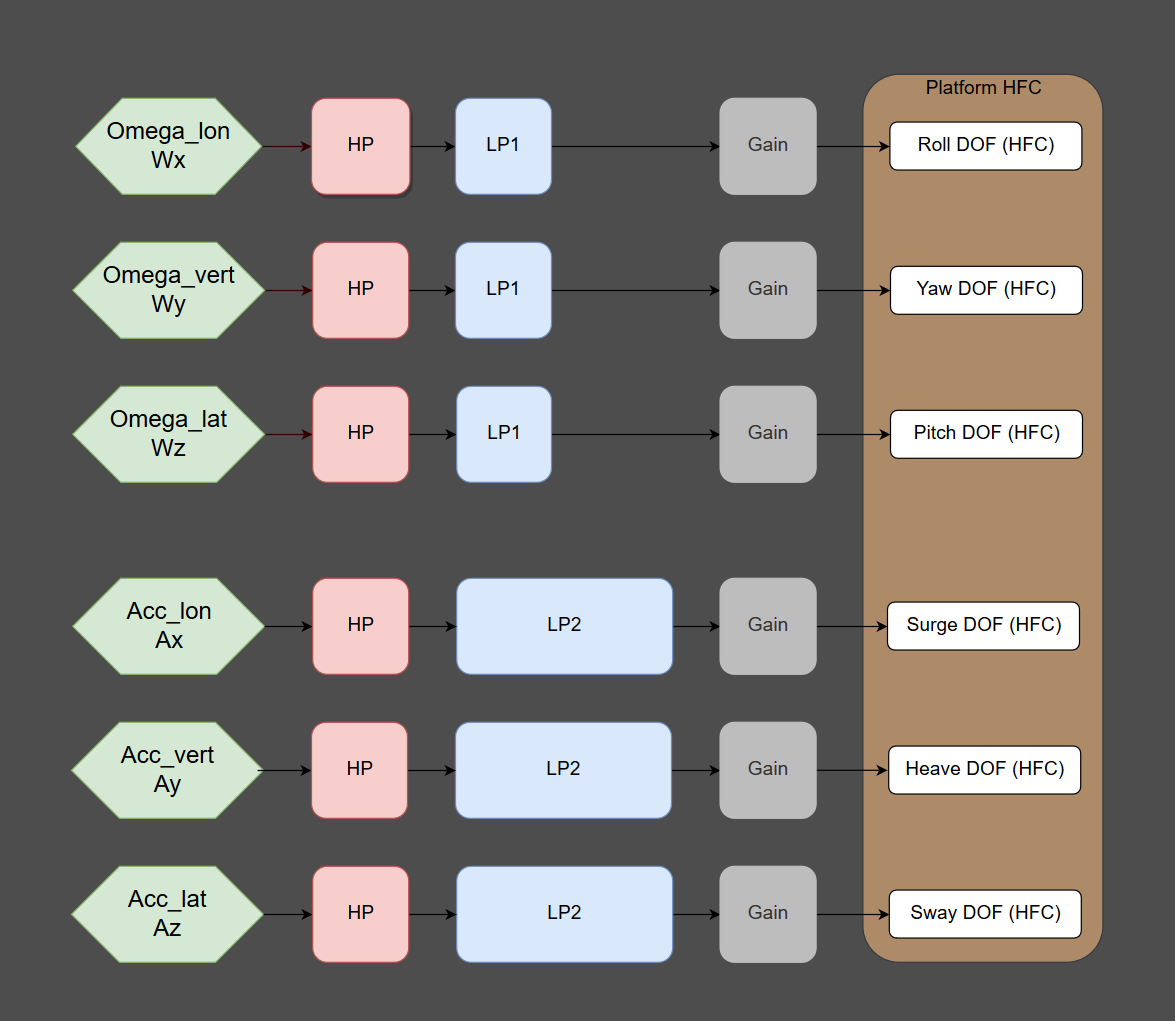 Platform HFC
Omega_lon
Wx
HP
LP1
Gain
Roll DOF (HFC)
Omega_vert
Wy
HP
LP1
Gain
Yaw DOF (HFC)
Omega_lat
Wz
HP
LP1
Gain
Pitch DOF (HFC)
Acc_lon
Ax
HP
LP2
Gain
Surge DOF (HFC)
Acc_vert
Ay
HP
LP2
Gain
Heave DOF (HFC)
Acc_lat
Az
HP
LP2
Gain
Sway DOF (HFC)